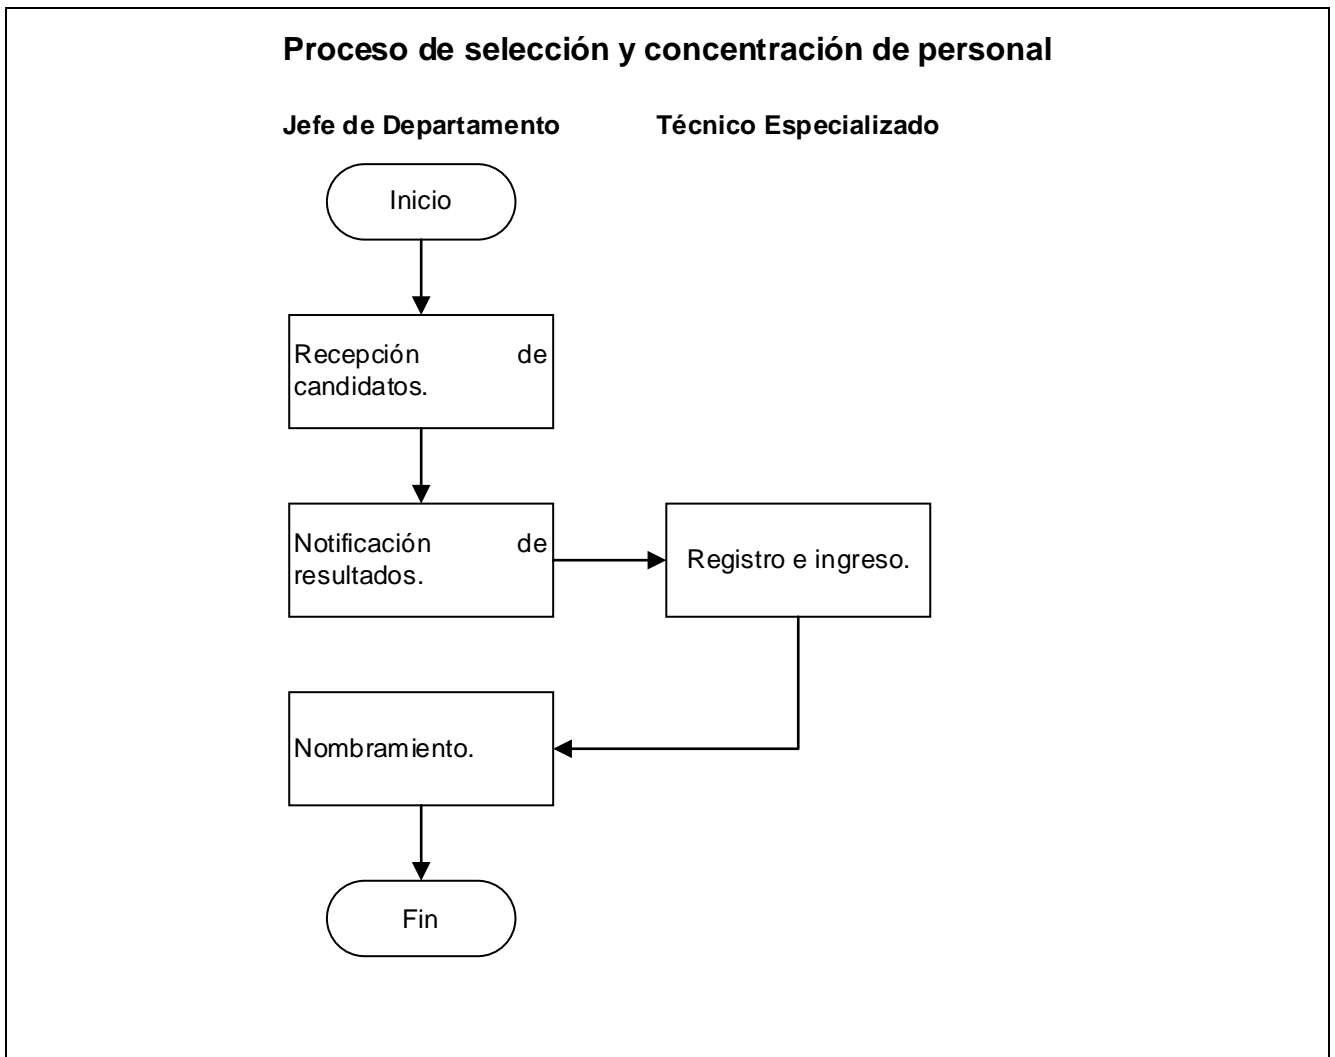 Proceso de selección y concentración de personal
Jefe de Departamento Técnico Especializado
Inicio
Recepción de
candidatos.
Notificación de
resultados.
Registro e ingreso.
Nombramiento.
Fin